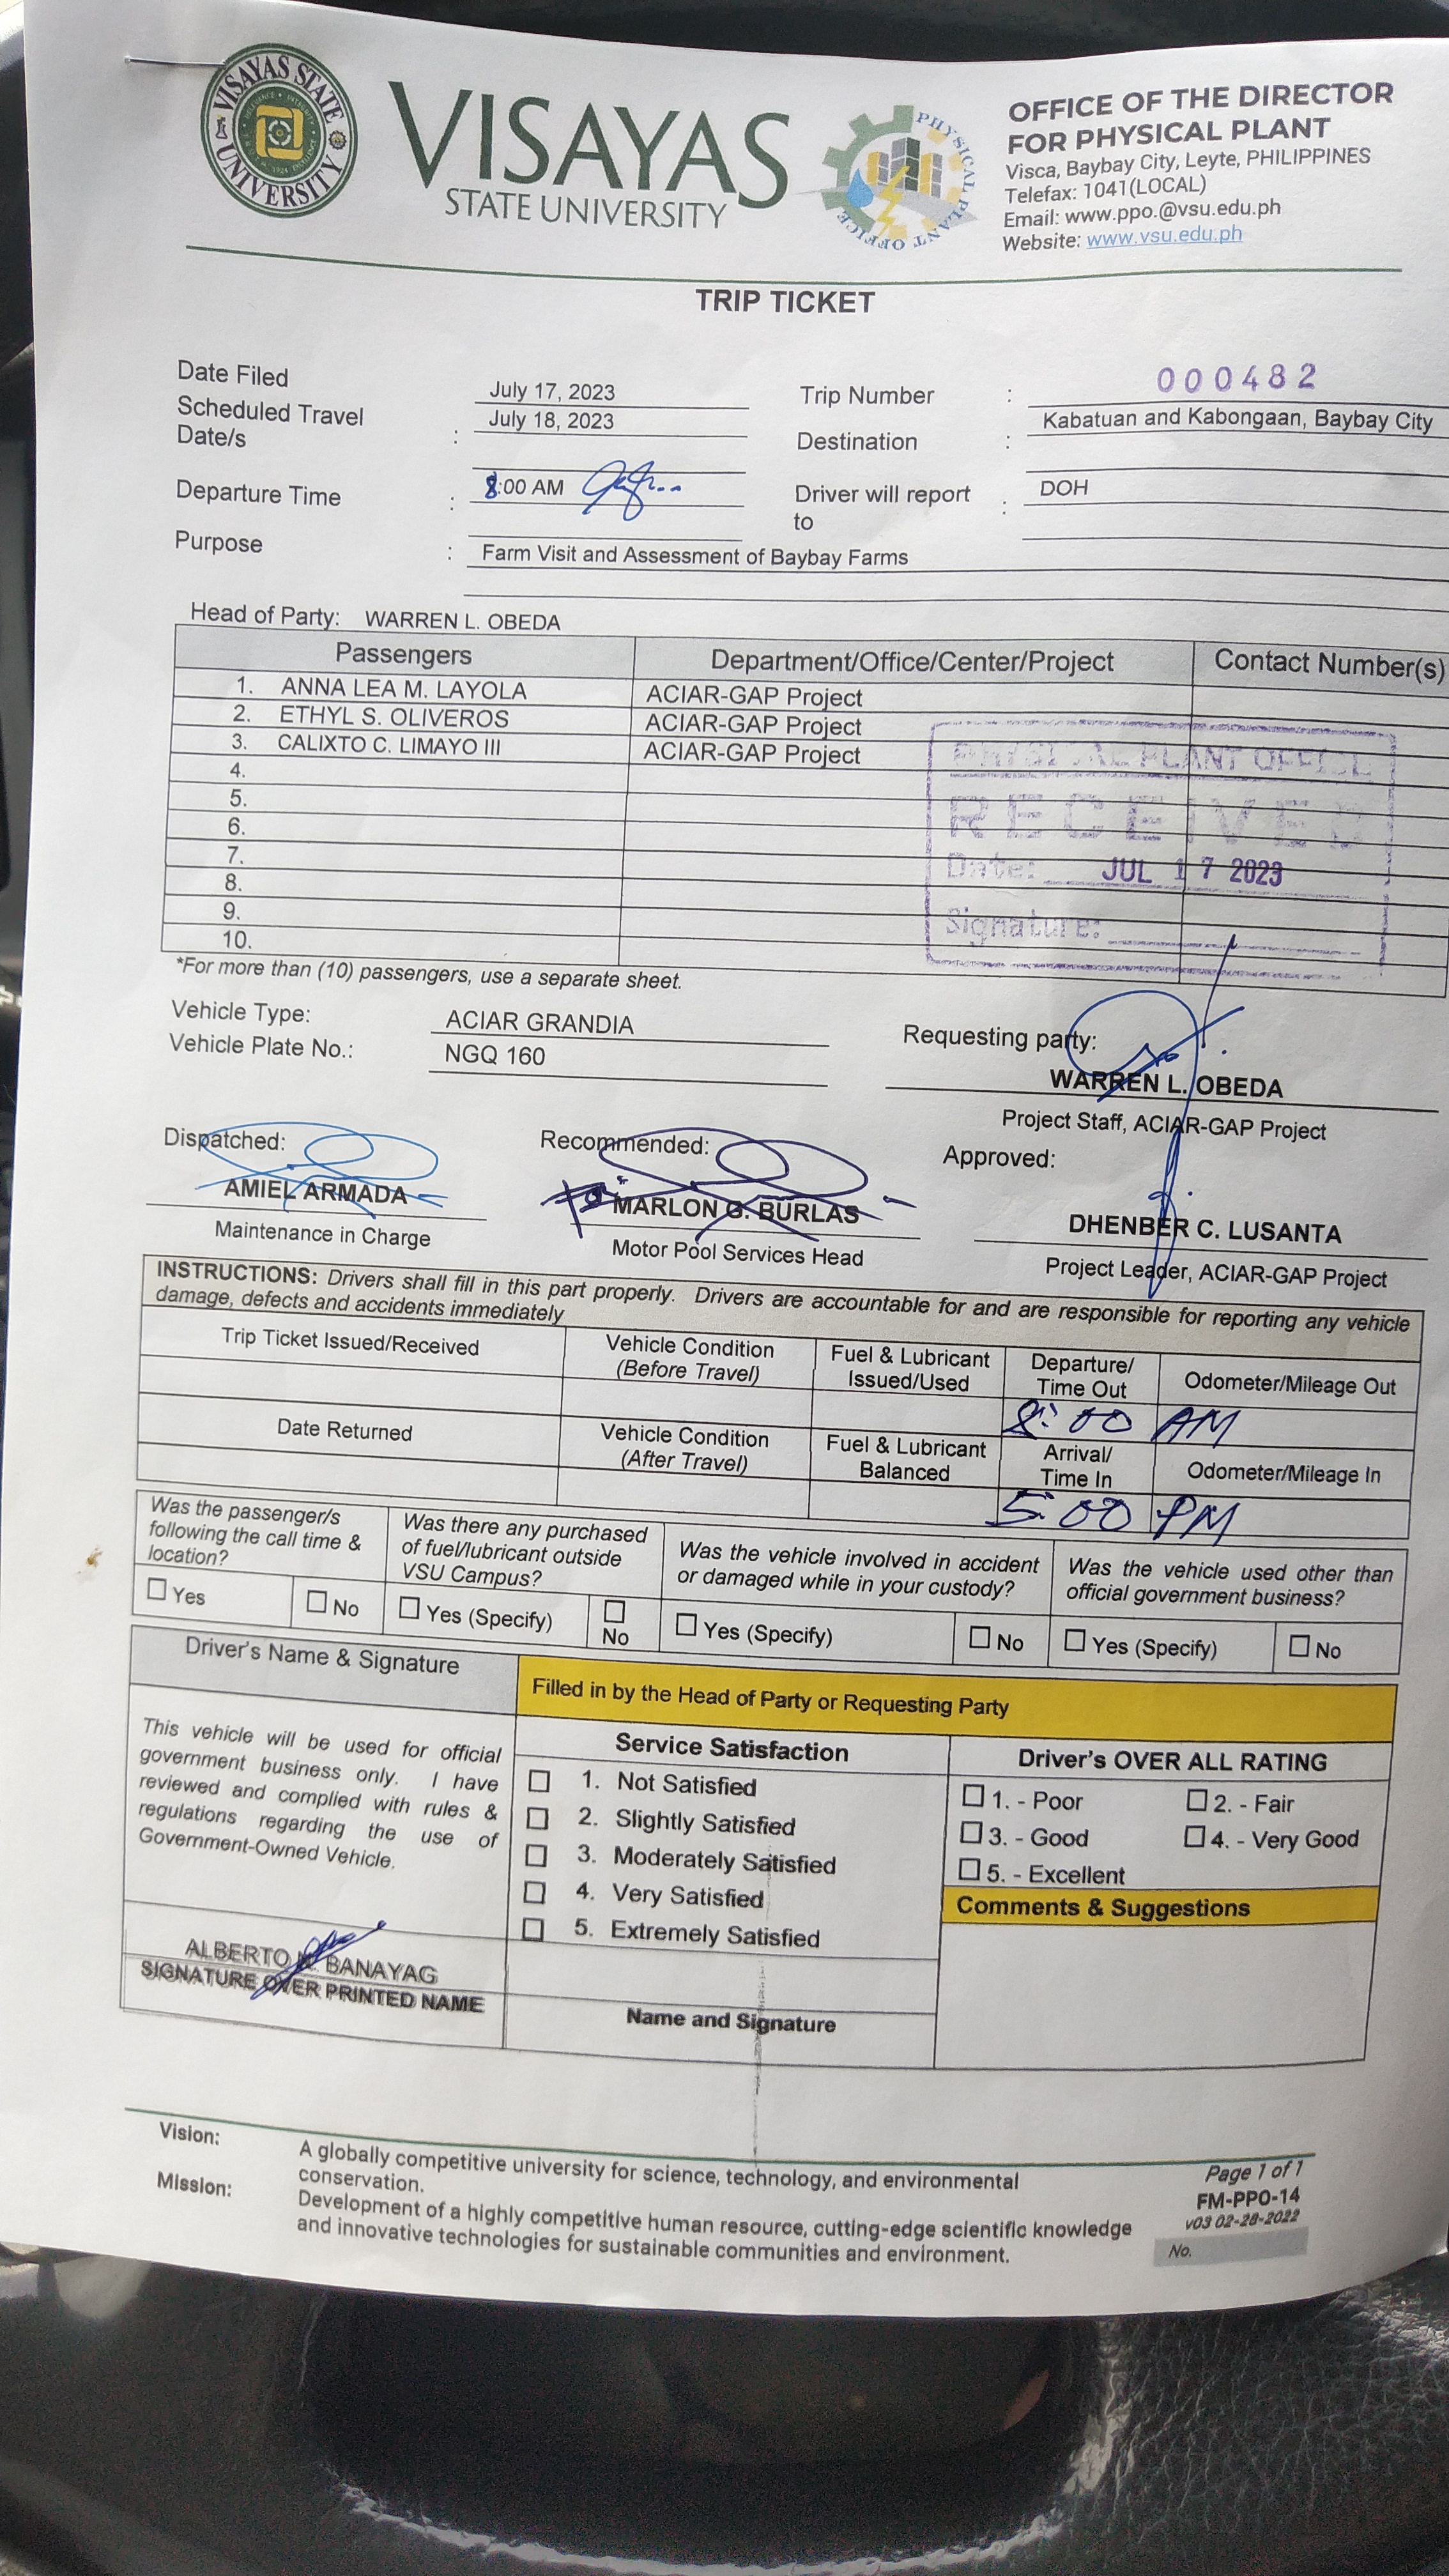 VISAYAS STATE UNIVERSITY
VISAYAS
STATE UNIVERSITY
PHYSICAL PLANT OFFICE
OFFICE OF THE DIRECTOR
FOR PHYSICAL PLANT
Visca, Baybay City, Leyte, PHILIPPINES
Telefax: 1041(LOCAL)
Email: www.ppo.@vsu.edu.ph
Website: www.vsu.edu.ph
TRIP TICKET
Date Filed July 17, 2023 Trip Number : 000482
Scheduled Travel Date/s : July 18, 2023 Destination : Kabatuan and Kabongaan, Baybay City
Departure Time : 8:00 AM Driver will report to : DOH
Purpose : Farm Visit and Assessment of Baybay Farms
Head of Party: WARREN L. OBEDA
Passengers Department/Office/Center/Project Contact Number(s)
1. ANNA LEA M. LAYOLA ACIAR-GAP Project
2. ETHYL S. OLIVEROS ACIAR-GAP Project
3. CALIXTO C. LIMAYO III ACIAR-GAP Project
4.
5.
6.
7.
8.
9.
10.
PHYSICAL PLANT OFFICE
RECEIVED
Date: JUL 17 2023
Signature:
*For more than (10) passengers, use a separate sheet.
Vehicle Type: ACIAR GRANDIA
Vehicle Plate No.: NGQ 160
Requesting party:
WARREN L. OBEDA
Project Staff, ACIAR-GAP Project
Dispatched: Recommended: Approved:
AMIEL ARMADA MARLON G. BURLAS DHENBER C. LUSANTA
Maintenance in Charge Motor Pool Services Head Project Leader, ACIAR-GAP Project
INSTRUCTIONS: Drivers shall fill in this part properly. Drivers are accountable for and are responsible for reporting any vehicle
damage, defects and accidents immediately
Trip Ticket Issued/Received Vehicle Condition (Before Travel) Fuel & Lubricant Issued/Used Departure/ Time Out Odometer/Mileage Out
8:00 AM
Date Returned Vehicle Condition (After Travel) Fuel & Lubricant Balanced Arrival/ Time In Odometer/Mileage In
5:00 PM
Was the passenger/s following the call time & location? Was there any purchased of fuel/lubricant outside VSU Campus? Was the vehicle involved in accident or damaged while in your custody? Was the vehicle used other than official government business?
Yes No Yes (Specify) No Yes (Specify) No Yes (Specify) No
Driver's Name & Signature
Filled in by the Head of Party or Requesting Party
This vehicle will be used for official
government business only. I have
reviewed and complied with rules &
regulations regarding the use of
Government-Owned Vehicle.
Service Satisfaction
1. Not Satisfied
2. Slightly Satisfied
3. Moderately Satisfied
4. Very Satisfied
5. Extremely Satisfied
Driver's OVER ALL RATING
1. - Poor 2. - Fair
3. - Good 4. - Very Good
5. - Excellent
Comments & Suggestions
ALBERTO BANAYAG
SIGNATURE OVER PRINTED NAME
Name and Signature
Vision: A globally competitive university for science, technology, and environmental
conservation.
Mission: Development of a highly competitive human resource, cutting-edge scientific knowledge
and innovative technologies for sustainable communities and environment.
Page 1 of 1
FM-PPO-14
v03 02-28-2022
No.